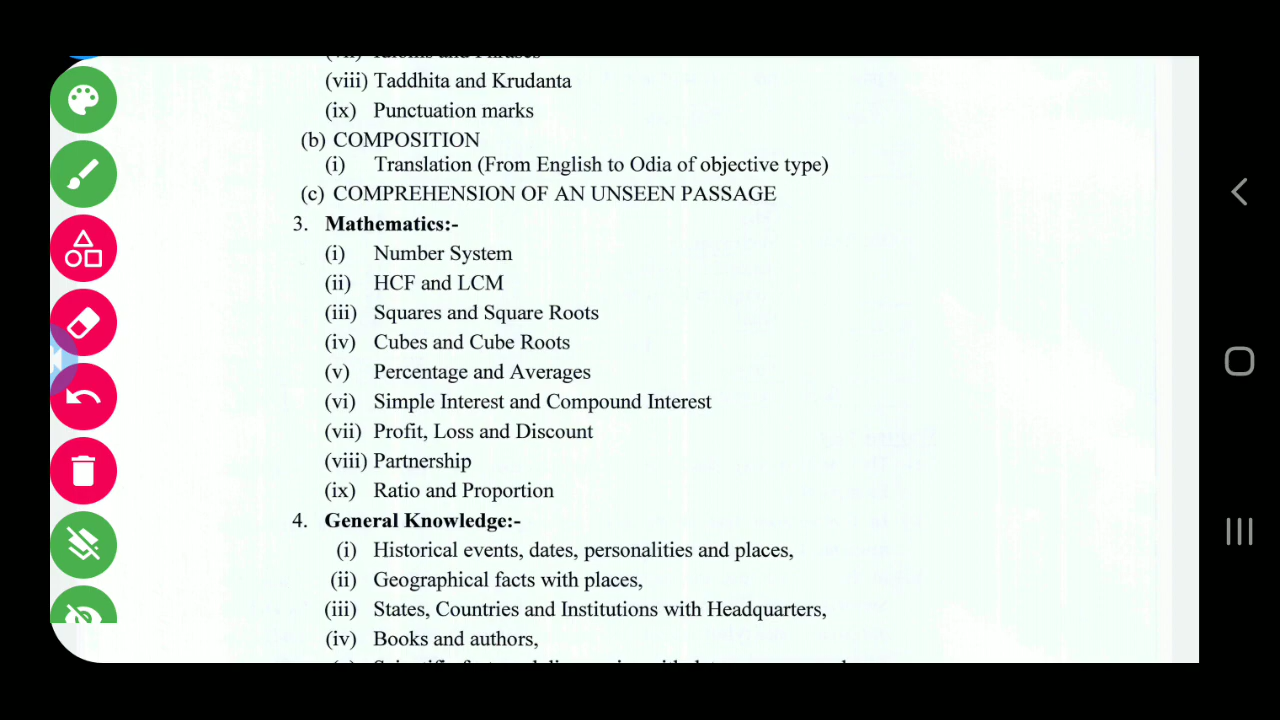 (viii) Taddhita and Krudanta
(ix) Punctuation marks
(b) COMPOSITION
(i) Translation (From English to Odia of objective type)
(c) COMPREHENSION OF AN UNSEEN PASSAGE
3. Mathematics:-
(i) Number System
(ii) HCF and LCM
(iii) Squares and Square Roots
(iv) Cubes and Cube Roots
(v) Percentage and Averages
(vi) Simple Interest and Compound Interest
(vii) Profit, Loss and Discount
(viii) Partnership
(ix) Ratio and Proportion
4. General Knowledge:-
(i) Historical events, dates, personalities and places,
(ii) Geographical facts with places,
(iii) States, Countries and Institutions with Headquarters,
(iv) Books and authors,